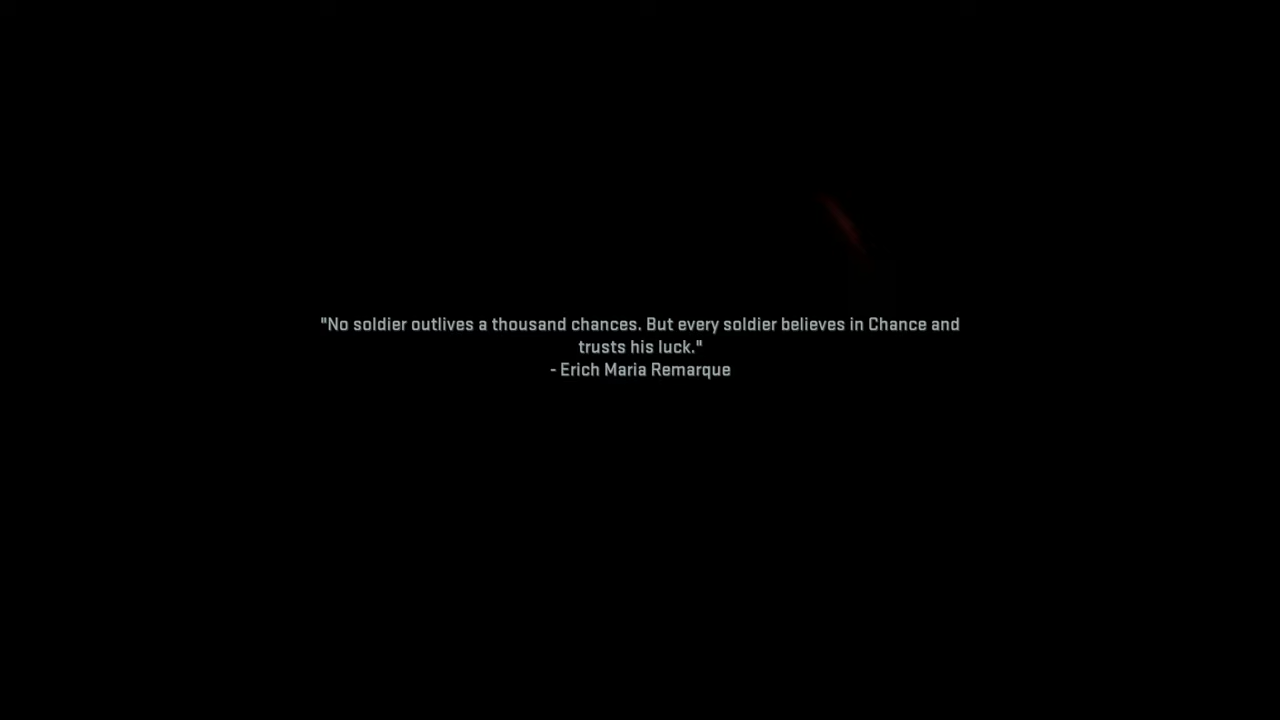 "No soldier outlives a thousand chances. But every soldier believes in Chance and
trusts his luck."
- Erich Maria Remarque